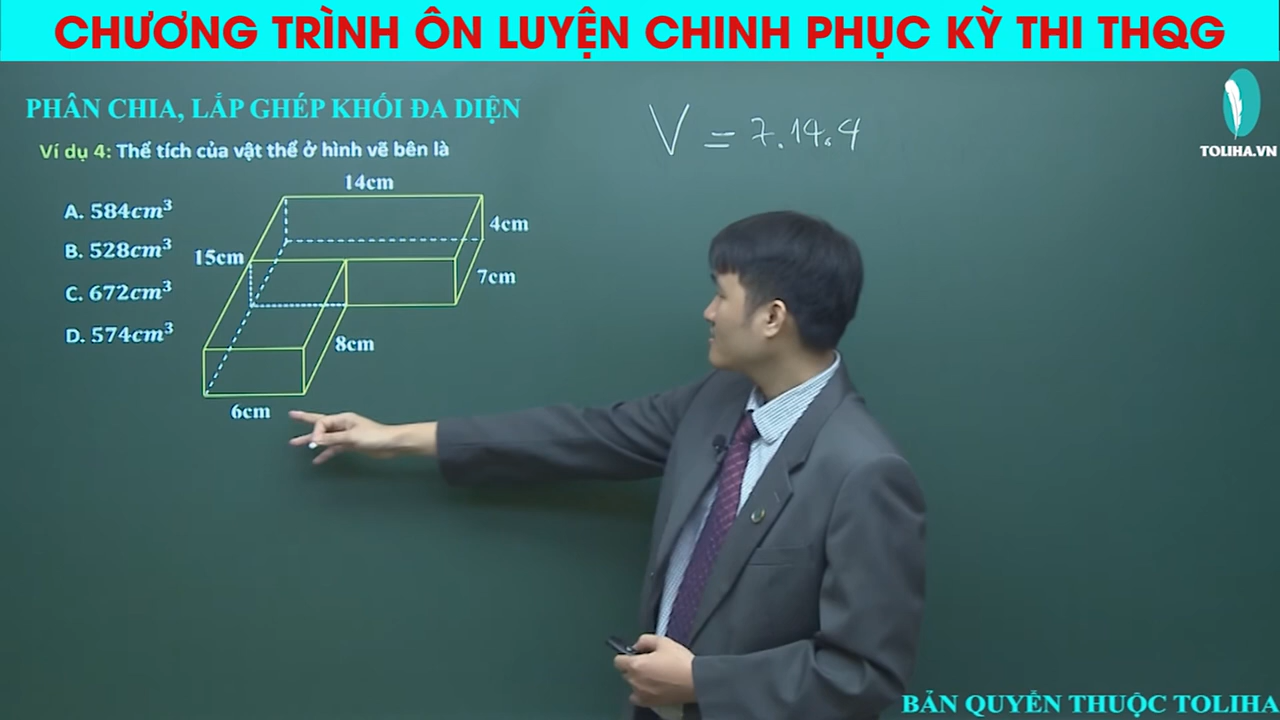 CHƯƠNG TRÌNH ÔN LUYỆN CHINH PHỤC KỲ THI THQG
PHÂN CHIA, LẮP GHÉP KHỐI ĐA DIỆN
Ví dụ 4: Thể tích của vật thể ở hình vẽ bên là
V = 7.14.4
TOLIHA.VN
A. 584cm³
B. 528cm³
C. 672cm³
D. 574cm³
14cm
4cm
15cm
7cm
8cm
6cm
BẢN QUYỀN THUỘC TOLIHA